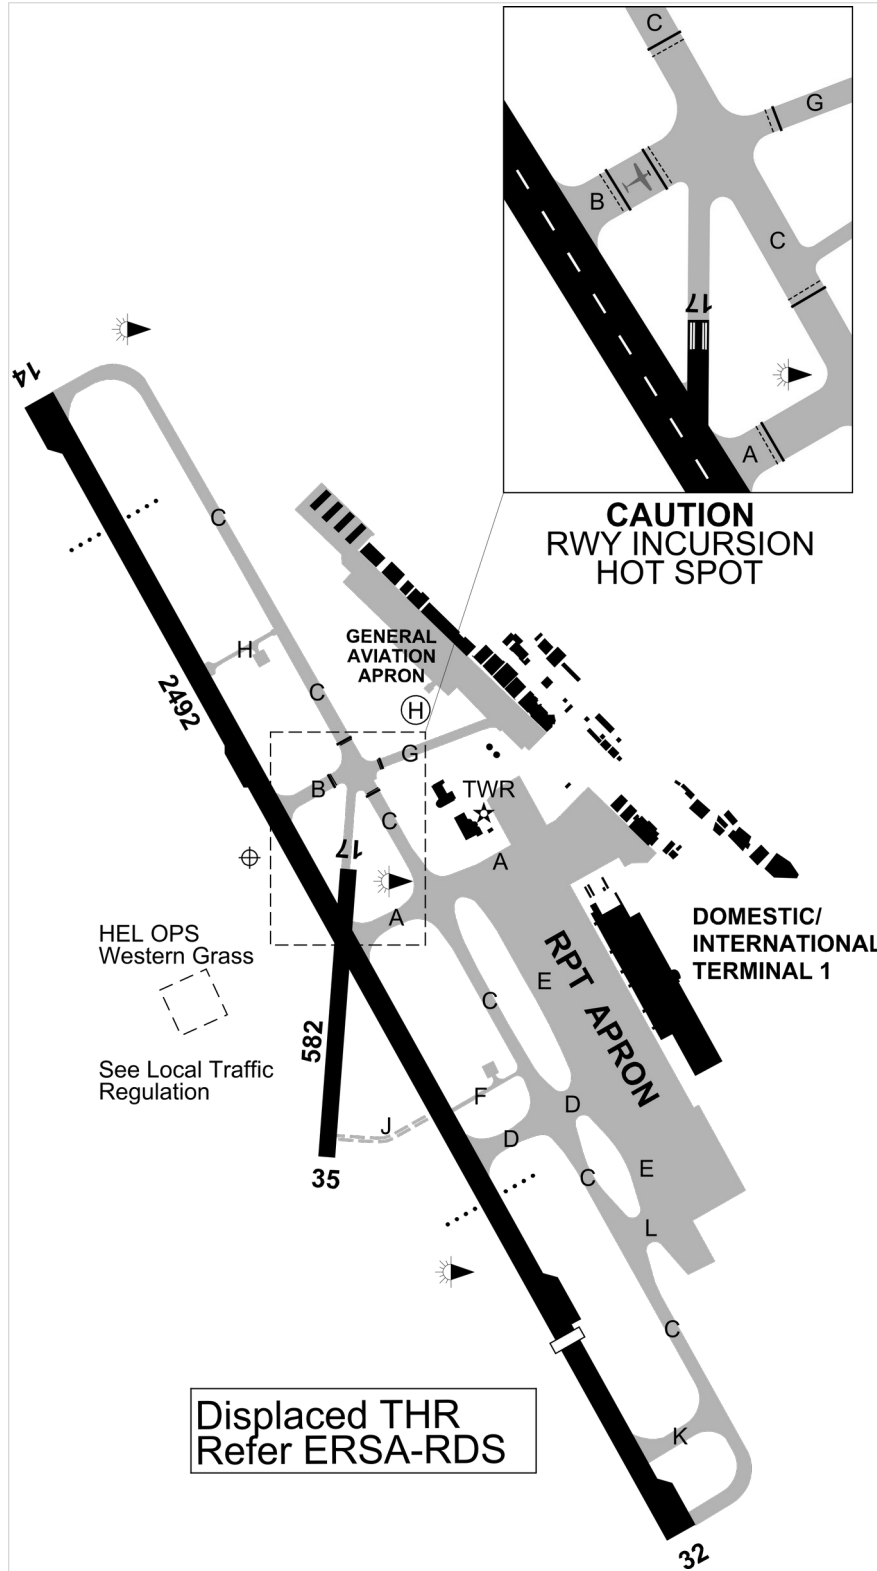 C
G
B
C
17
A
CAUTION
RWY INCURSION
HOT SPOT
14
C
H
2492
C
GENERAL
AVIATION
APRON
H
G
B
C
TWR
17
A
A
HEL OPS
Western Grass
See Local Traffic
Regulation
582
DOMESTIC/
INTERNATIONAL
TERMINAL 1
RPT APRON
E
C
F
J
D
D
35
C
E
L
C
K
32
Displaced THR
Refer ERSA-RDS